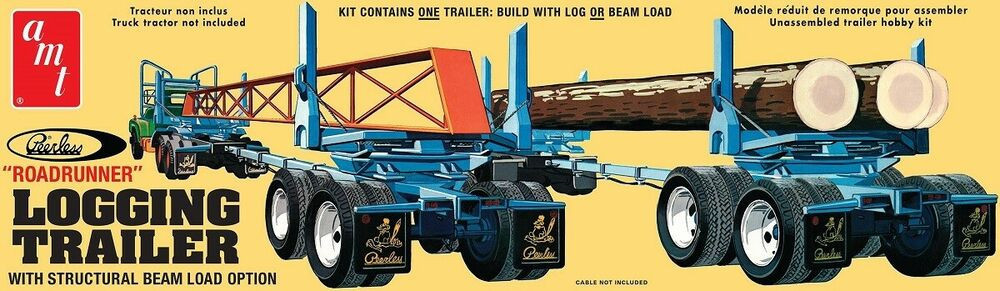 amt
®
Tracteur non inclus
Truck tractor not included
KIT CONTAINS ONE TRAILER: BUILD WITH LOG OR BEAM LOAD
Modèle réduit de remorque pour assembler
Unassembled trailer hobby kit
Peerless
"ROADRUNNER"
LOGGING
TRAILER
WITH STRUCTURAL BEAM LOAD OPTION
Peerless
Peerless
Peerless
Peerless
CABLE NOT INCLUDED